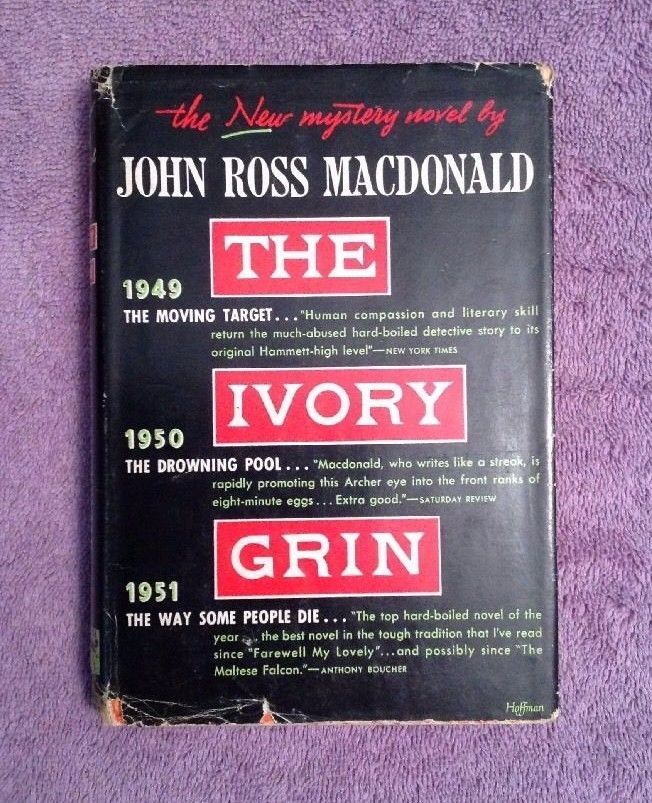 the New mystery novel by
JOHN ROSS MACDONALD
THE
1949
THE MOVING TARGET... "Human compassion and literary skill
return the much-abused hard-boiled detective story to its
original Hammett-high level"—NEW YORK TIMES
IVORY
1950
THE DROWNING POOL... "Macdonald, who writes like a streak, is
rapidly promoting this Archer eye into the front ranks of
eight-minute eggs... Extra good."—SATURDAY REVIEW
GRIN
1951
THE WAY SOME PEOPLE DIE... "The top hard-boiled novel of the
year... the best novel in the tough tradition that I've read
since "Farewell My Lovely"...and possibly since "The
Maltese Falcon."—ANTHONY BOUCHER
Hoffman